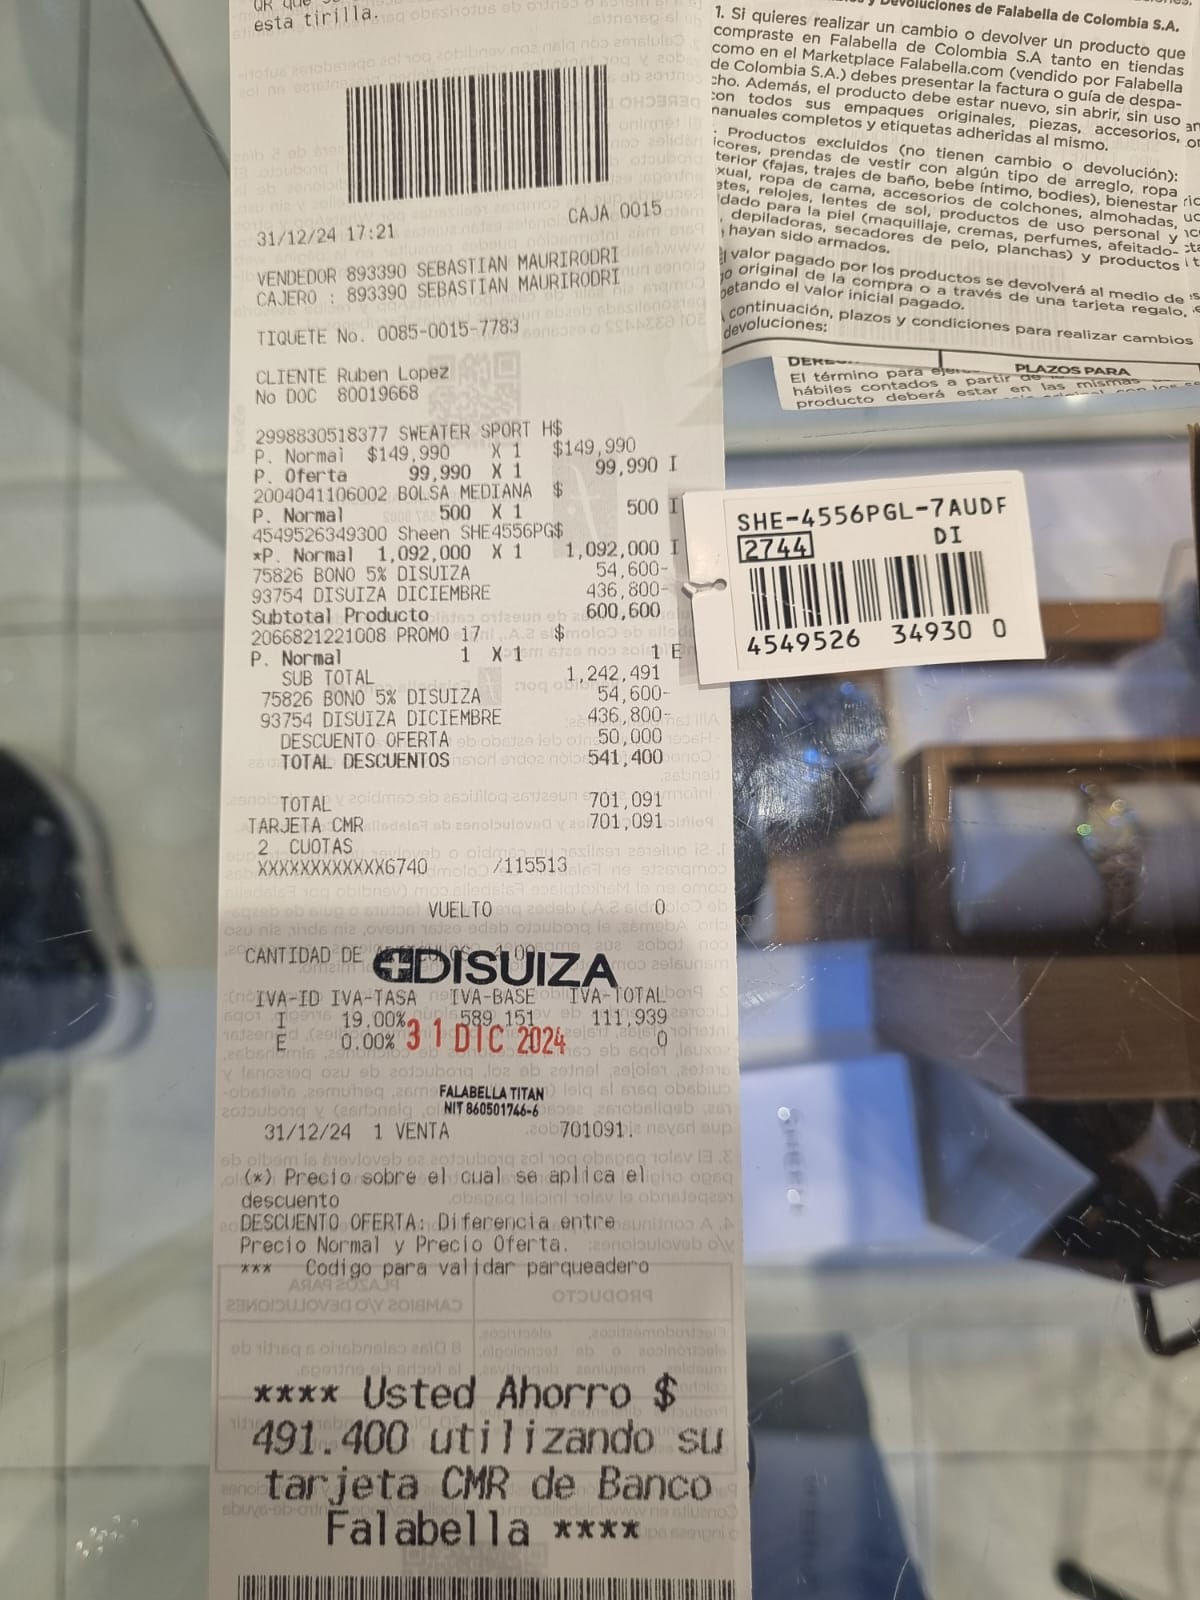 esta tirilla.
31/12/24 17:21 CAJA 0015
VENDEDOR 893390 SEBASTIAN MAURIRODRI
CAJERO : 893390 SEBASTIAN MAURIRODRI
TIQUETE No. 0085-0015-7783
CLIENTE Ruben Lopez
No DOC 80019668
2998830518377 SWEATER SPORT H$
P. Normal $149,990 X 1 $149,990
P. Oferta 99,990 X 1 99,990 I
2004041106002 BOLSA MEDIANA $
P. Normal 500 X 1 500 I
4549526349300 Sheen SHE4556PG$
*P. Normal 1,092,000 X 1 1,092,000 I
75826 BONO 5% DISUIZA 54,600-
93754 DISUIZA DICIEMBRE 436,800-
Subtotal Producto 600,600
2066821221008 PROMO 17 $
P. Normal 1 X 1 1 E
SUB TOTAL 1,242,491
75826 BONO 5% DISUIZA 54,600-
93754 DISUIZA DICIEMBRE 436,800-
DESCUENTO OFERTA 50,000
TOTAL DESCUENTOS 541,400
TOTAL 701,091
TARJETA CMR 701,091
2 CUOTAS
XXXXXXXXXXXX6740 /115513
VUELTO 0
CANTIDAD DE
DISUIZA
IVA-ID IVA-TASA IVA-BASE IVA-TOTAL
I 19.00% 589,151 111,939
E 0.00% 0
31 DIC 2024
FALABELLA TITAN
NIT 860501746-6
31/12/24 1 VENTA 701091.
(*) Precio sobre el cual se aplica el
descuento
DESCUENTO OFERTA: Diferencia entre
Precio Normal y Precio Oferta.
*** Codigo para validar parqueadero
**** Usted Ahorro $
491.400 utilizando su
tarjeta CMR de Banco
Falabella ****
y Devoluciones de Falabella de Colombia S.A.
1. Si quieres realizar un cambio o devolver un producto que
compraste en Falabella de Colombia S.A tanto en tiendas
como en el Marketplace Falabella.com (vendido por Falabella
de Colombia S.A.) debes presentar la factura o guía de despa-
cho. Además, el producto debe estar nuevo, sin abrir, sin uso
con todos sus empaques originales, piezas, accesorios,
manuales completos y etiquetas adheridas al mismo.
. Productos excluidos (no tienen cambio o devolución):
icores, prendas de vestir con algún tipo de arreglo, ropa
terior (fajas, trajes de baño, bebe íntimo, bodies), bienestar
xual, ropa de cama, accesorios de colchones, almohadas,
etes, relojes, lentes de sol, productos de uso personal y
dado para la piel (maquillaje, cremas, perfumes, afeitado-
, depiladoras, secadores de pelo, planchas) y productos
hayan sido armados.
l valor pagado por los productos se devolverá al medio de
o original de la compra o a través de una tarjeta regalo,
petando el valor inicial pagado.
continuación, plazos y condiciones para realizar cambios
devoluciones:
PLAZOS PARA
El término para
hábiles contados a partir de
producto deberá estar en las mismas
SHE-4556PGL-7AUDF
DI
2744
4549526 34930 0
SHEEN